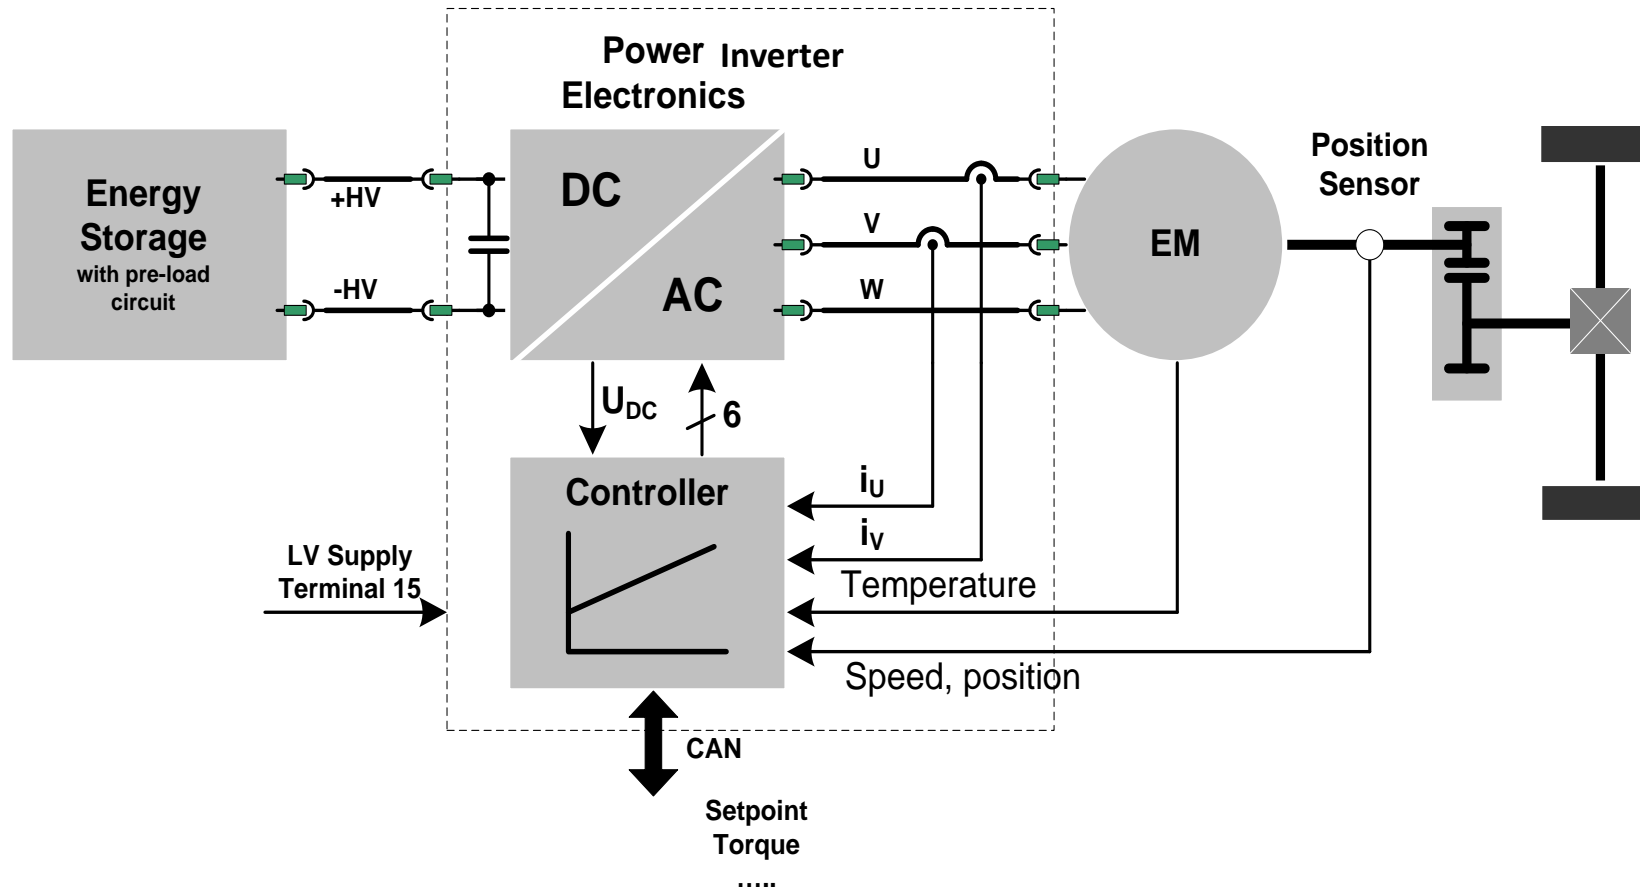 Power Inverter
Electronics
Energy
Storage
with pre-load
circuit
+HV
-HV
DC
AC
U
V
W
EM
Position
Sensor
UDC
6
Controller
iU
iV
Temperature
Speed, position
LV Supply
Terminal 15
CAN
Setpoint
Torque
.....